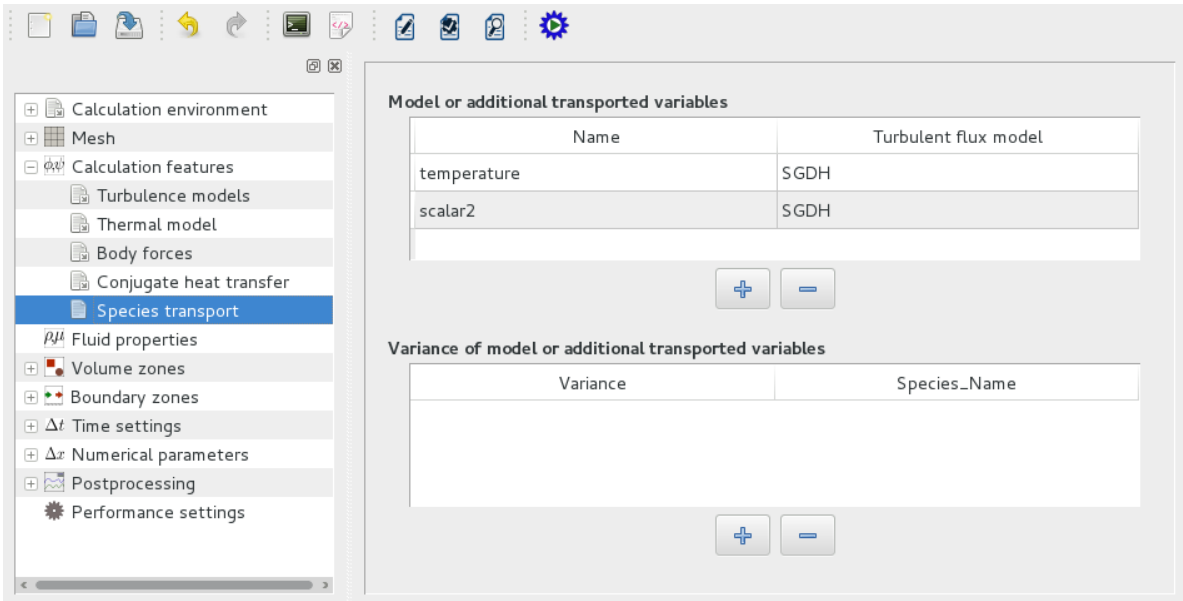 Calculation environment
Mesh
Calculation features
Turbulence models
Thermal model
Body forces
Conjugate heat transfer
Species transport
ρ,μ Fluid properties
Volume zones
Boundary zones
Δt Time settings
Δx Numerical parameters
Postprocessing
Performance settings
Model or additional transported variables
Name Turbulent flux model
temperature SGDH
scalar2 SGDH
Variance of model or additional transported variables
Variance Species_Name